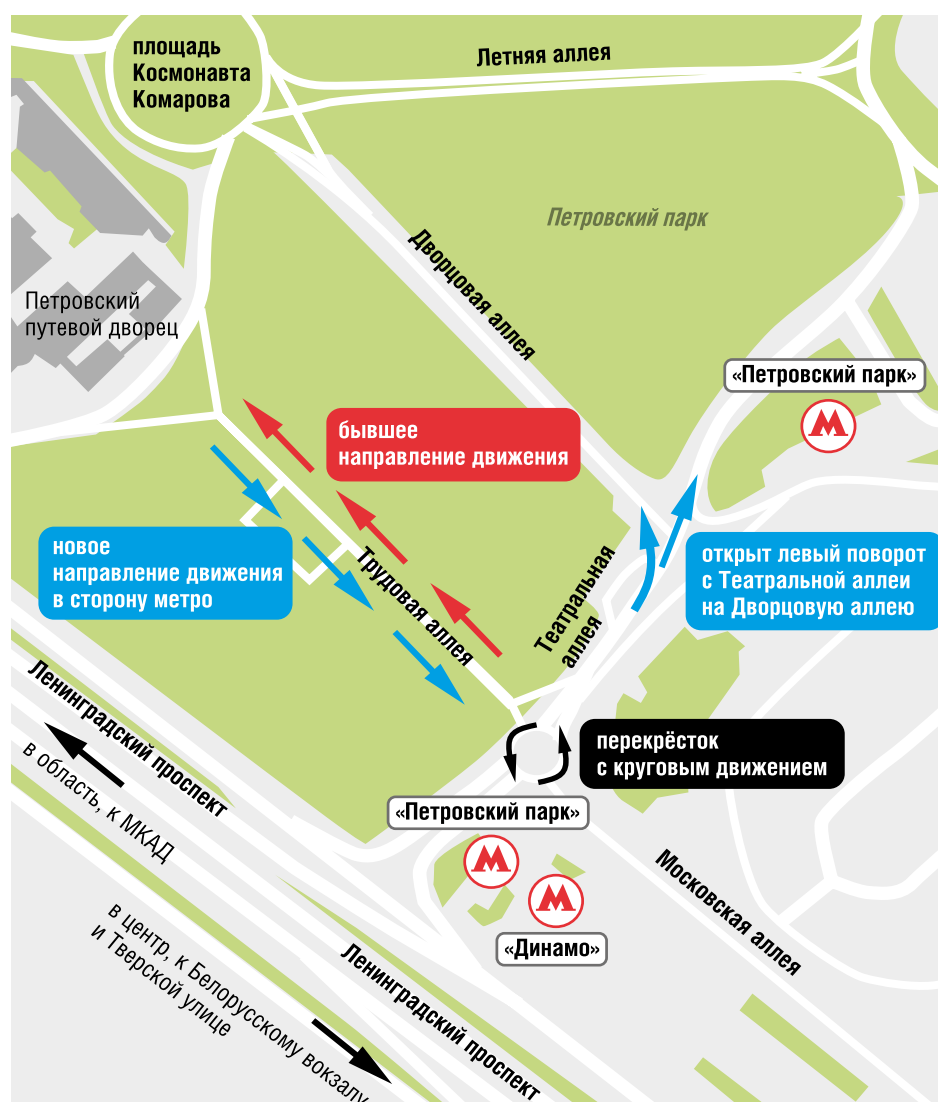 площадь
Космонавта
Комарова
Летняя аллея
Петровский парк
Дворцовая аллея
Петровский
путевой дворец
«Петровский парк»
М
бывшее
направление движения
новое
направление движения
в сторону метро
Трудовая аллея
Театральная
аллея
открыт левый поворот
с Театральной аллеи
на Дворцовую аллею
Ленинградский проспект
в область, к МКАД
перекрёсток
с круговым движением
«Петровский парк»
М
М
«Динамо»
Московская аллея
в центр, к Белорусскому вокзалу
и Тверской улице
Ленинградский проспект